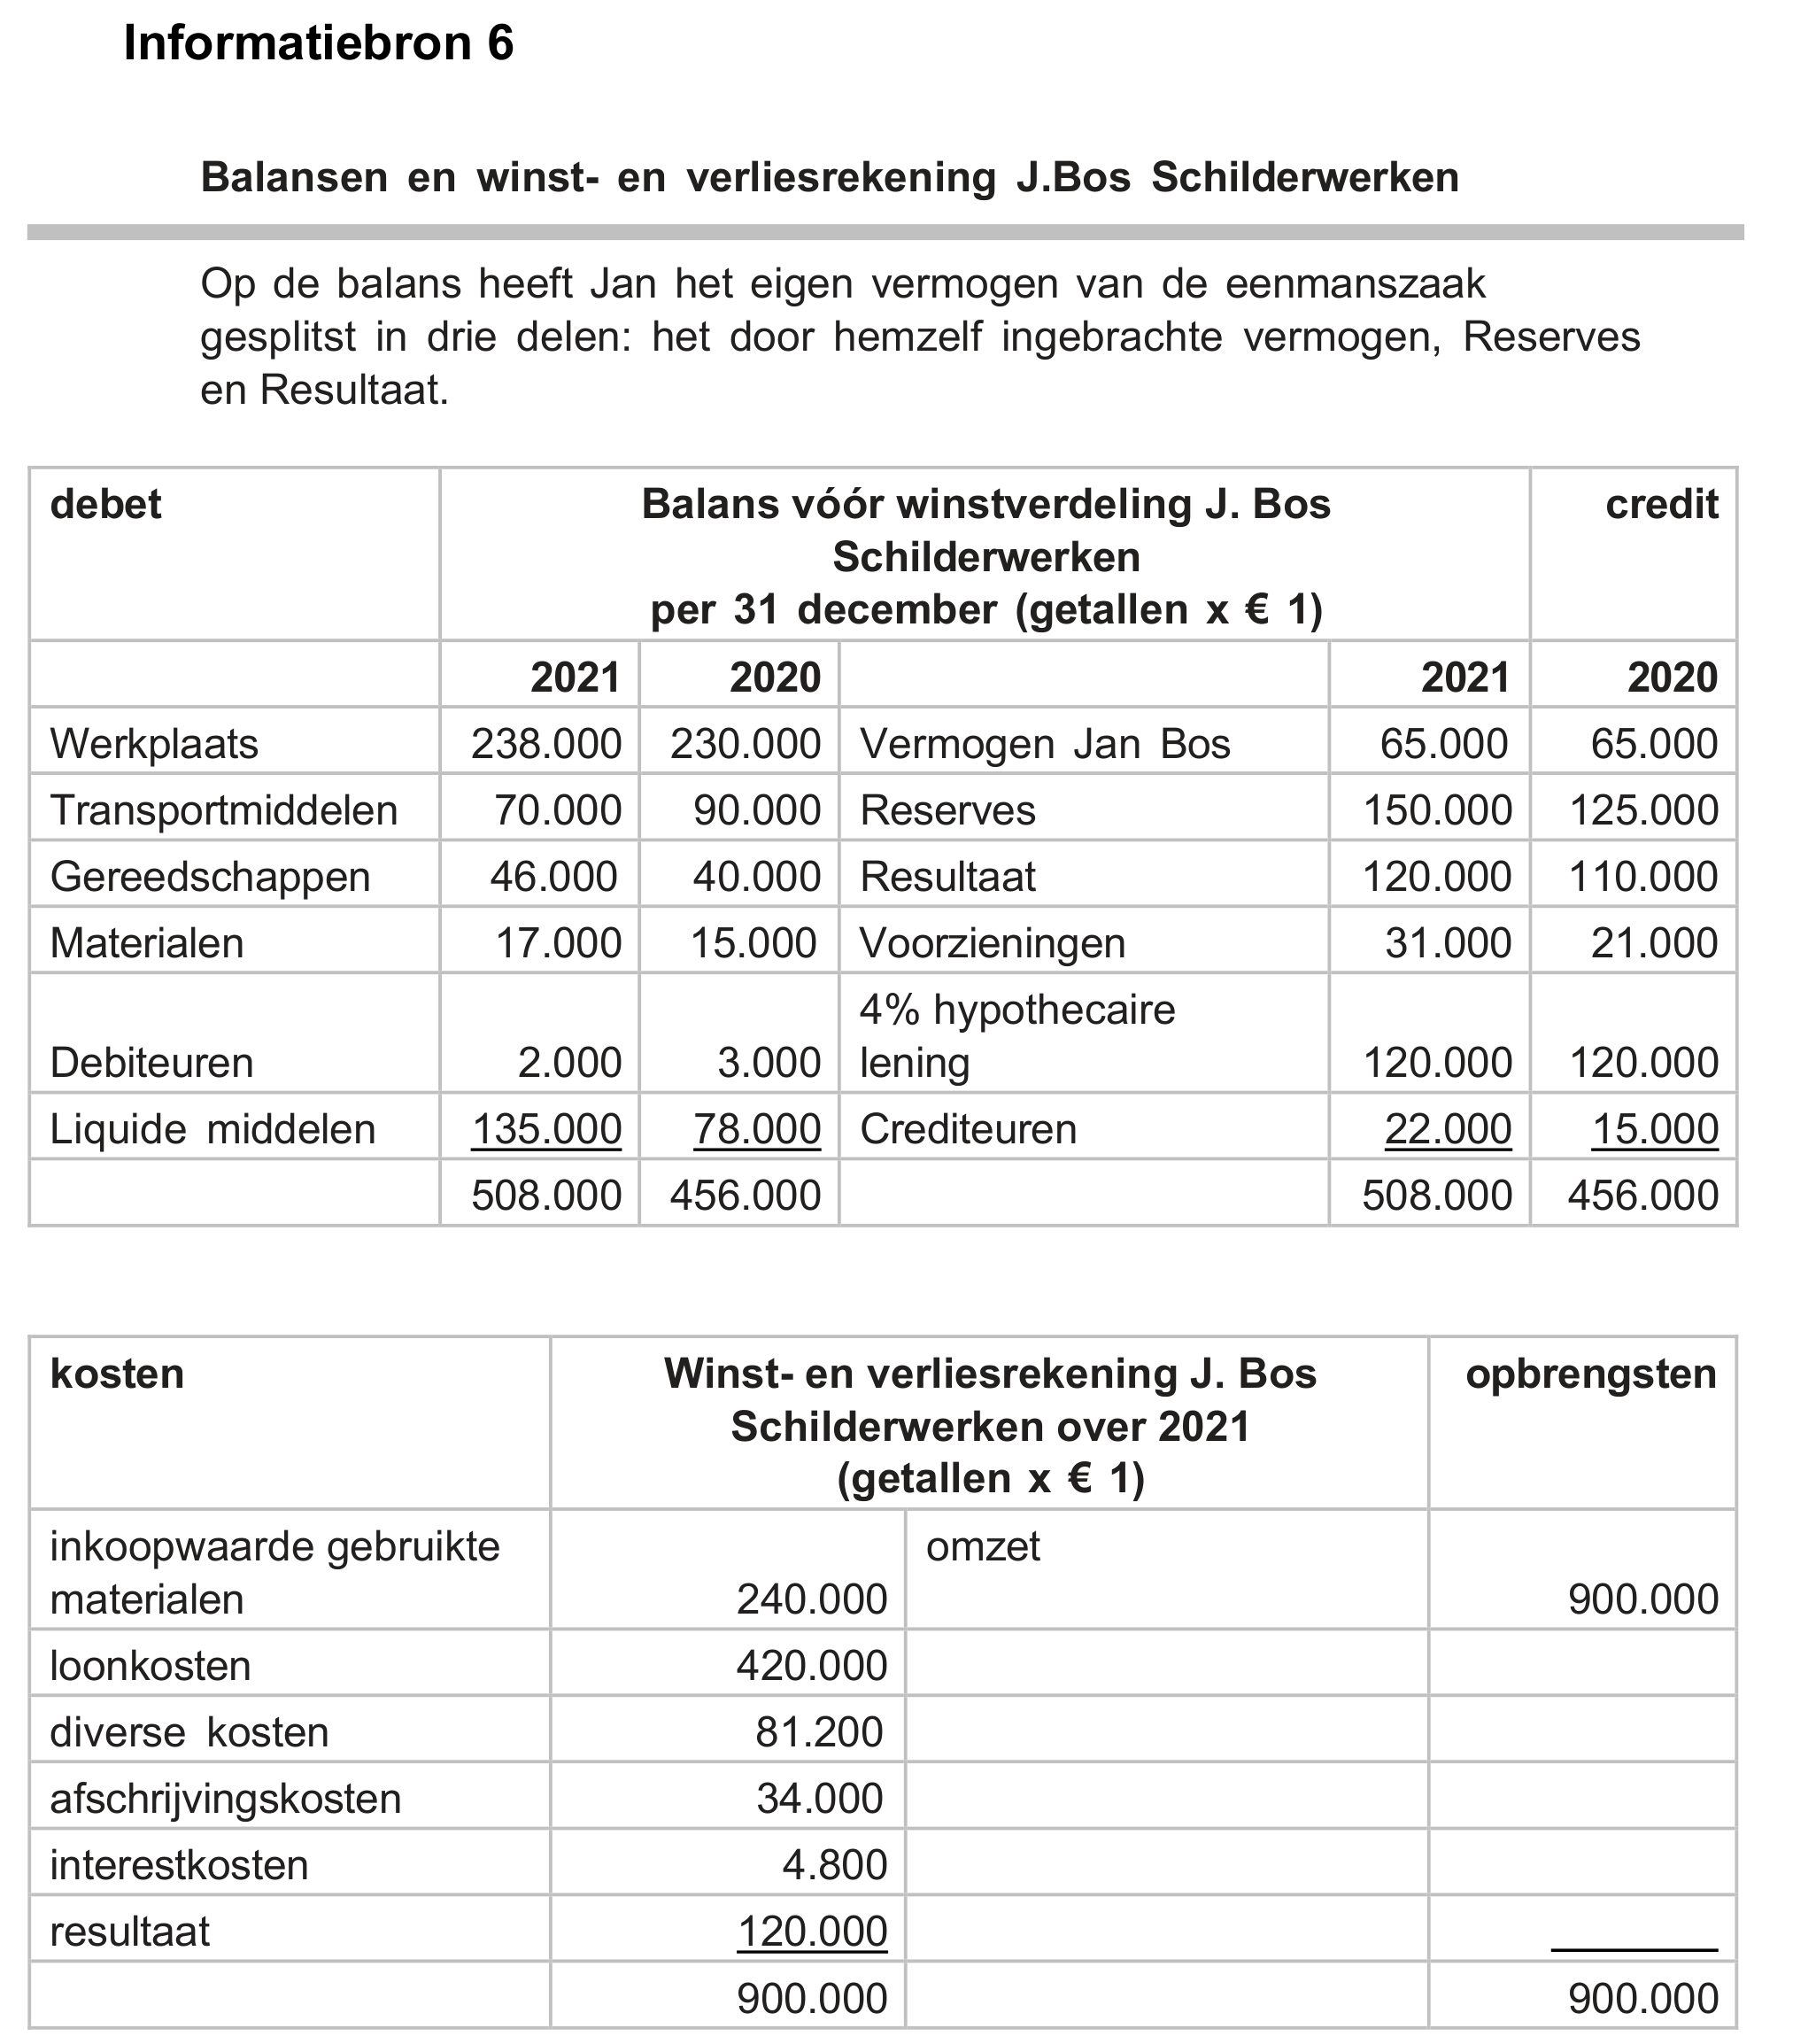 Informatiebron 6
Balansen en winst- en verliesrekening J.Bos Schilderwerken
Op de balans heeft Jan het eigen vermogen van de eenmanszaak
gesplitst in drie delen: het door hemzelf ingebrachte vermogen, Reserves
en Resultaat.
debet Balans vóór winstverdeling J. Bos credit
Schilderwerken
per 31 december (getallen x € 1)
2021 2020 2021 2020
Werkplaats 238.000 230.000 Vermogen Jan Bos 65.000 65.000
Transportmiddelen 70.000 90.000 Reserves 150.000 125.000
Gereedschappen 46.000 40.000 Resultaat 120.000 110.000
Materialen 17.000 15.000 Voorzieningen 31.000 21.000
4% hypothecaire
Debiteuren 2.000 3.000 lening 120.000 120.000
Liquide middelen 135.000 78.000 Crediteuren 22.000 15.000
508.000 456.000 508.000 456.000
kosten Winst- en verliesrekening J. Bos opbrengsten
Schilderwerken over 2021
(getallen x € 1)
inkoopwaarde gebruikte omzet
materialen 240.000 900.000
loonkosten 420.000
diverse kosten 81.200
afschrijvingskosten 34.000
interestkosten 4.800
resultaat 120.000
900.000 900.000